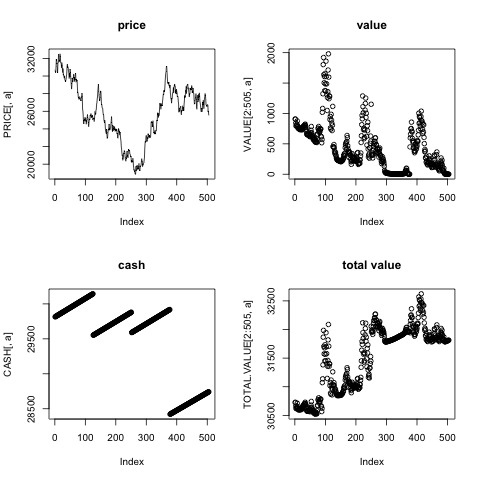 price
PRICE[, a]
20000 26000 32000
0 100 200 300 400 500
Index
value
VALUE[2:505, a]
0 500 1000 2000
0 100 200 300 400 500
Index
cash
CASH[, a]
28500 29500
0 100 200 300 400 500
Index
total value
TOTAL.VALUE[2:505, a]
30500 31500 32500
0 100 200 300 400 500
Index